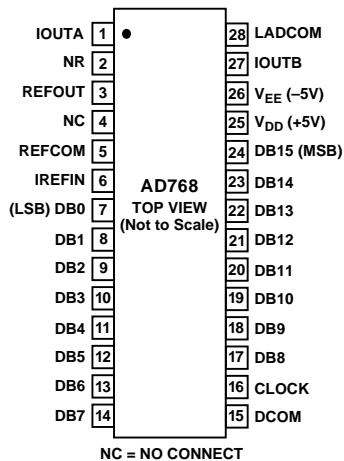 IOUTA 1 28 LADCOM
NR 2 27 IOUTB
REFOUT 3 26 VEE (–5V)
NC 4 25 VDD (+5V)
REFCOM 5 24 DB15 (MSB)
IREFIN 6 23 DB14
AD768
(LSB) DB0 7 TOP VIEW 22 DB13
(Not to Scale)
DB1 8 21 DB12
DB2 9 20 DB11
DB3 10 19 DB10
DB4 11 18 DB9
DB5 12 17 DB8
DB6 13 16 CLOCK
DB7 14 15 DCOM
NC = NO CONNECT